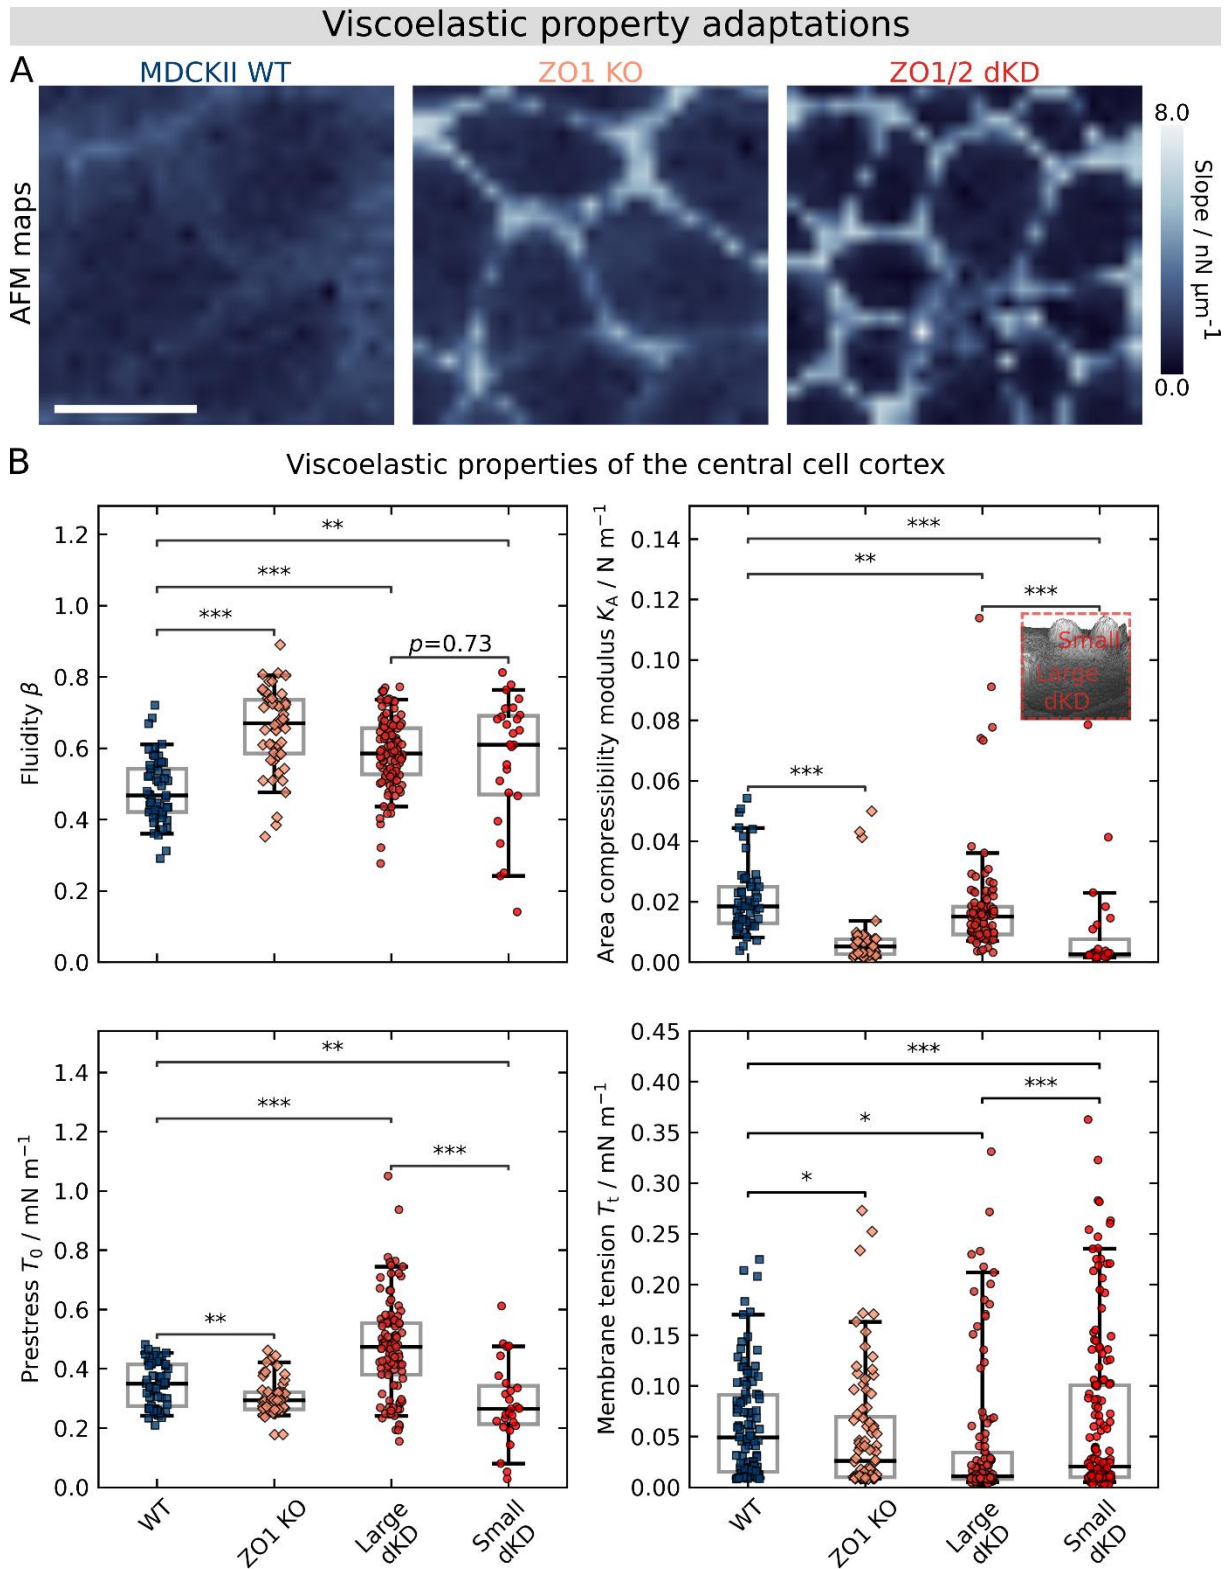 Viscoelastic property adaptations
A
MDCKII WT
ZO1 KO
ZO1/2 dKD
AFM maps
8.0
Slope / nN µm⁻¹
0.0
B
Viscoelastic properties of the central cell cortex
Fluidity β
1.2
1.0
0.8
0.6
0.4
0.2
0.0
**
***
***
p=0.73
Area compressibility modulus K_A / N m⁻¹
0.14
0.12
0.10
0.08
0.06
0.04
0.02
0.00
***
**
***
***
Small
Large
dKD
Prestress T₀ / mN m⁻¹
1.4
1.2
1.0
0.8
0.6
0.4
0.2
0.0
**
***
***
**
WT
ZO1 KO
Large
dKD
Small
dKD
Membrane tension Tₜ / mN m⁻¹
0.45
0.40
0.35
0.30
0.25
0.20
0.15
0.10
0.05
0.00
***
***
*
*
WT
ZO1 KO
Large
dKD
Small
dKD